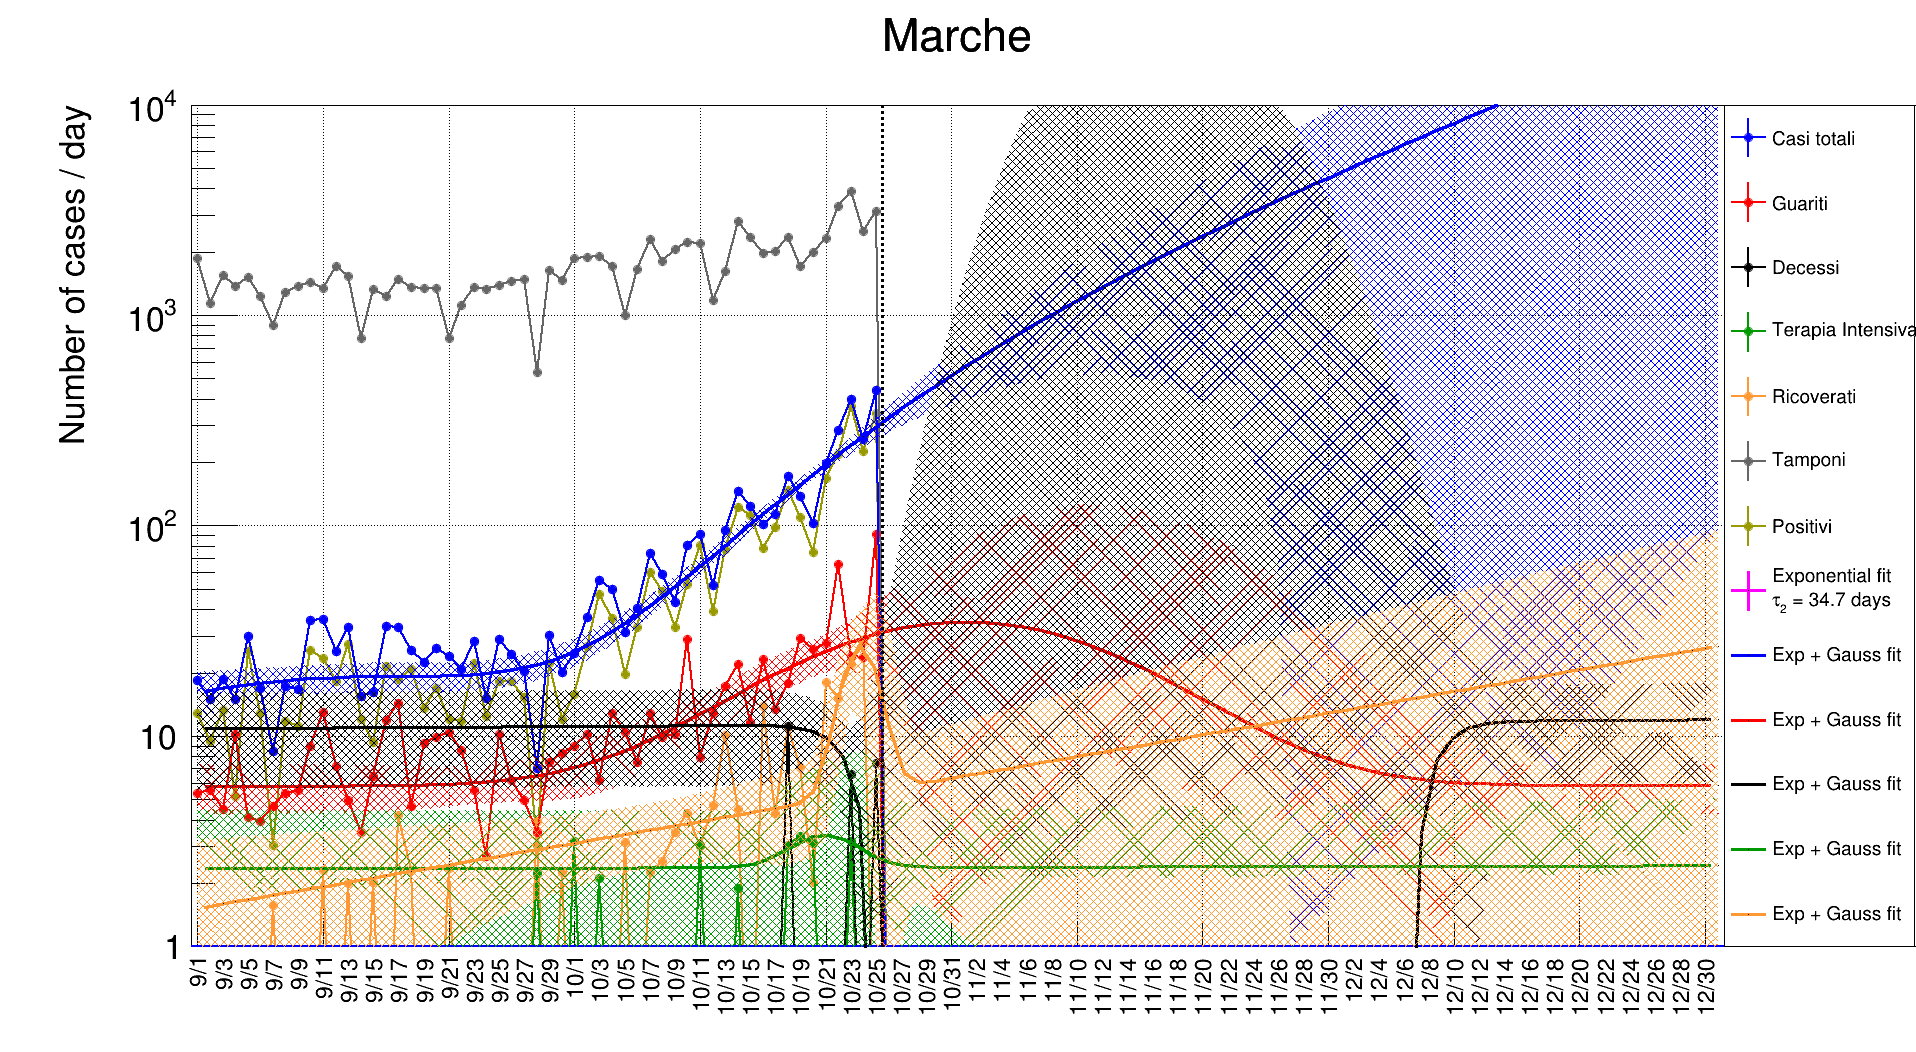 Marche
Number of cases / day
10⁴
10³
10²
10
1
9/1 9/3 9/5 9/7 9/9 9/11 9/13 9/15 9/17 9/19 9/21 9/23 9/25 9/27 9/29 10/1 10/3 10/5 10/7 10/9 10/11 10/13 10/15 10/17 10/19 10/21 10/23 10/25 10/27 10/29 10/31 11/2 11/4 11/6 11/8 11/10 11/12 11/14 11/16 11/18 11/20 11/22 11/24 11/26 11/28 11/30 12/2 12/4 12/6 12/8 12/10 12/12 12/14 12/16 12/18 12/20 12/22 12/24 12/26 12/28 12/30
Casi totali
Guariti
Decessi
Terapia Intensiva
Ricoverati
Tamponi
Positivi
Exponential fit
τ₂ = 34.7 days
Exp + Gauss fit
Exp + Gauss fit
Exp + Gauss fit
Exp + Gauss fit
Exp + Gauss fit